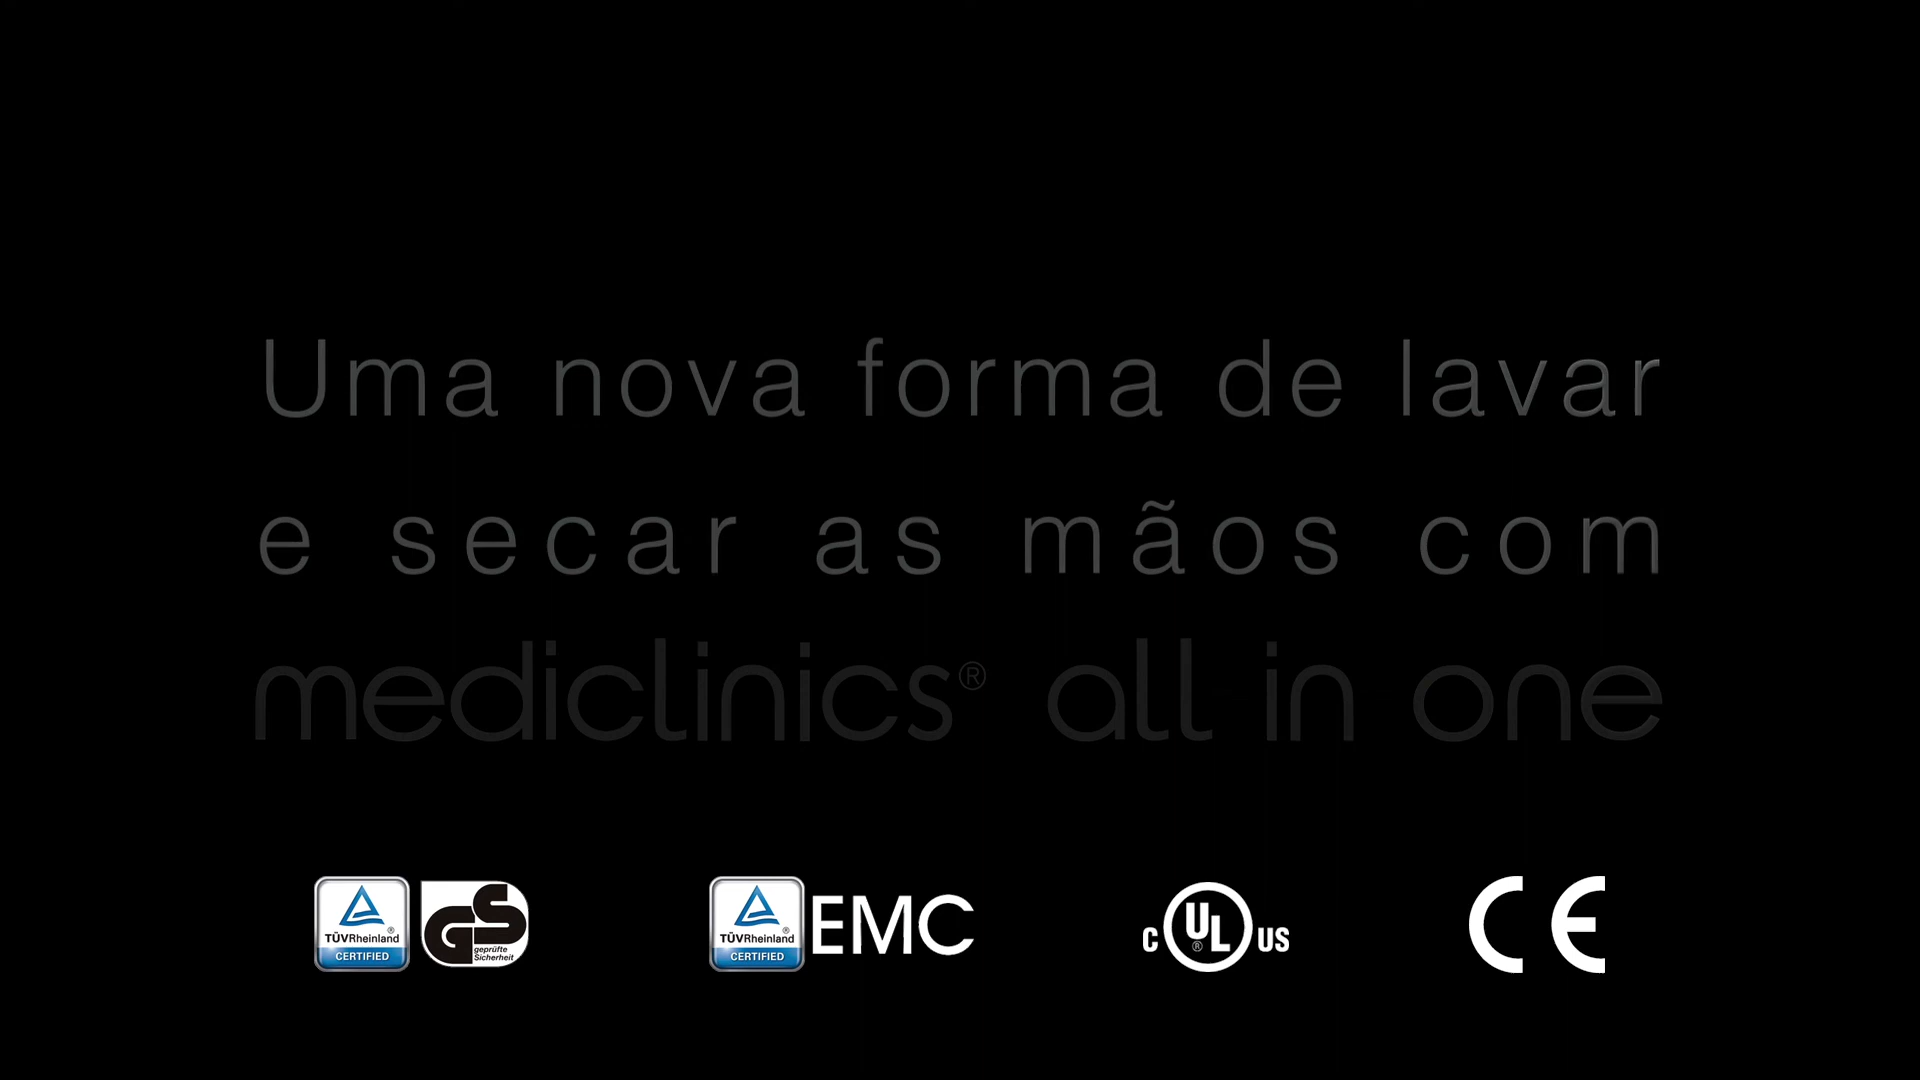 Uma nova forma de lavar
e secar as mãos com
mediclinics® all in one
TÜVRheinland® CERTIFIED GS geprüfte Sicherheit
TÜVRheinland® CERTIFIED EMC
c UL® US
CE